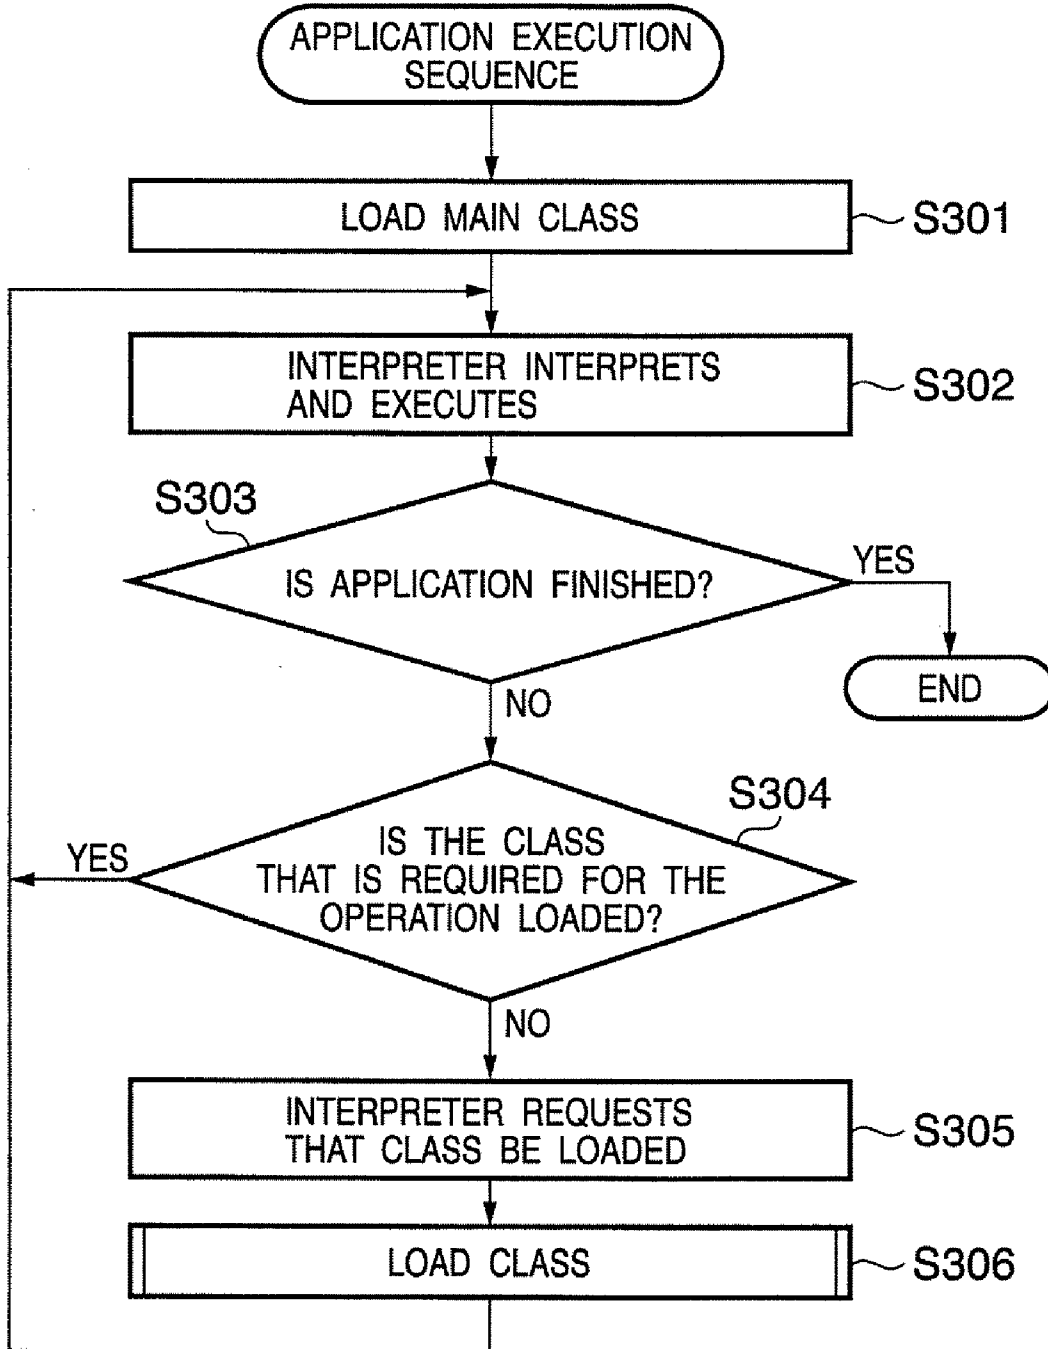 APPLICATION EXECUTION
SEQUENCE
LOAD MAIN CLASS
S301
INTERPRETER INTERPRETS
AND EXECUTES
S302
S303
IS APPLICATION FINISHED?
YES
END
NO
S304
IS THE CLASS
THAT IS REQUIRED FOR THE
OPERATION LOADED?
YES
NO
INTERPRETER REQUESTS
THAT CLASS BE LOADED
S305
LOAD CLASS
S306